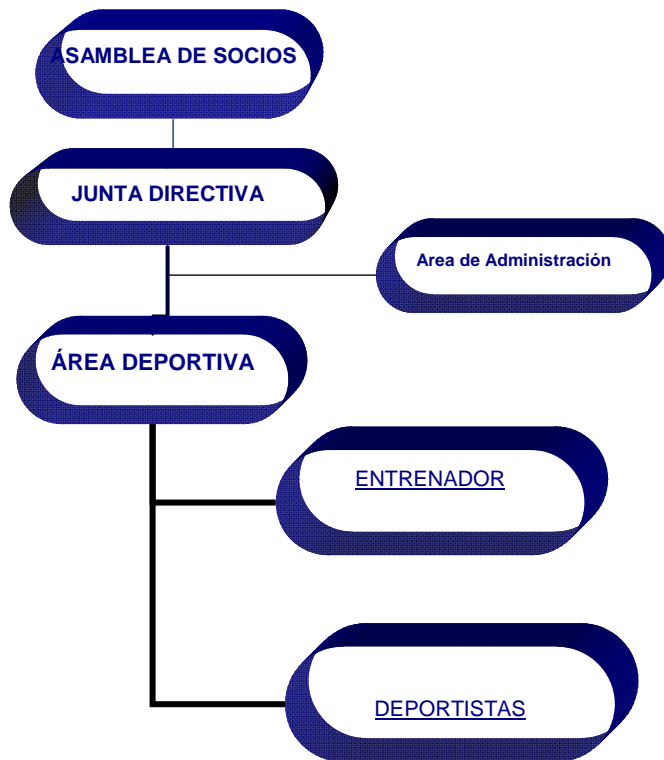 ASAMBLEA DE SOCIOS
JUNTA DIRECTIVA
Area de Administración
ÁREA DEPORTIVA
ENTRENADOR
DEPORTISTAS